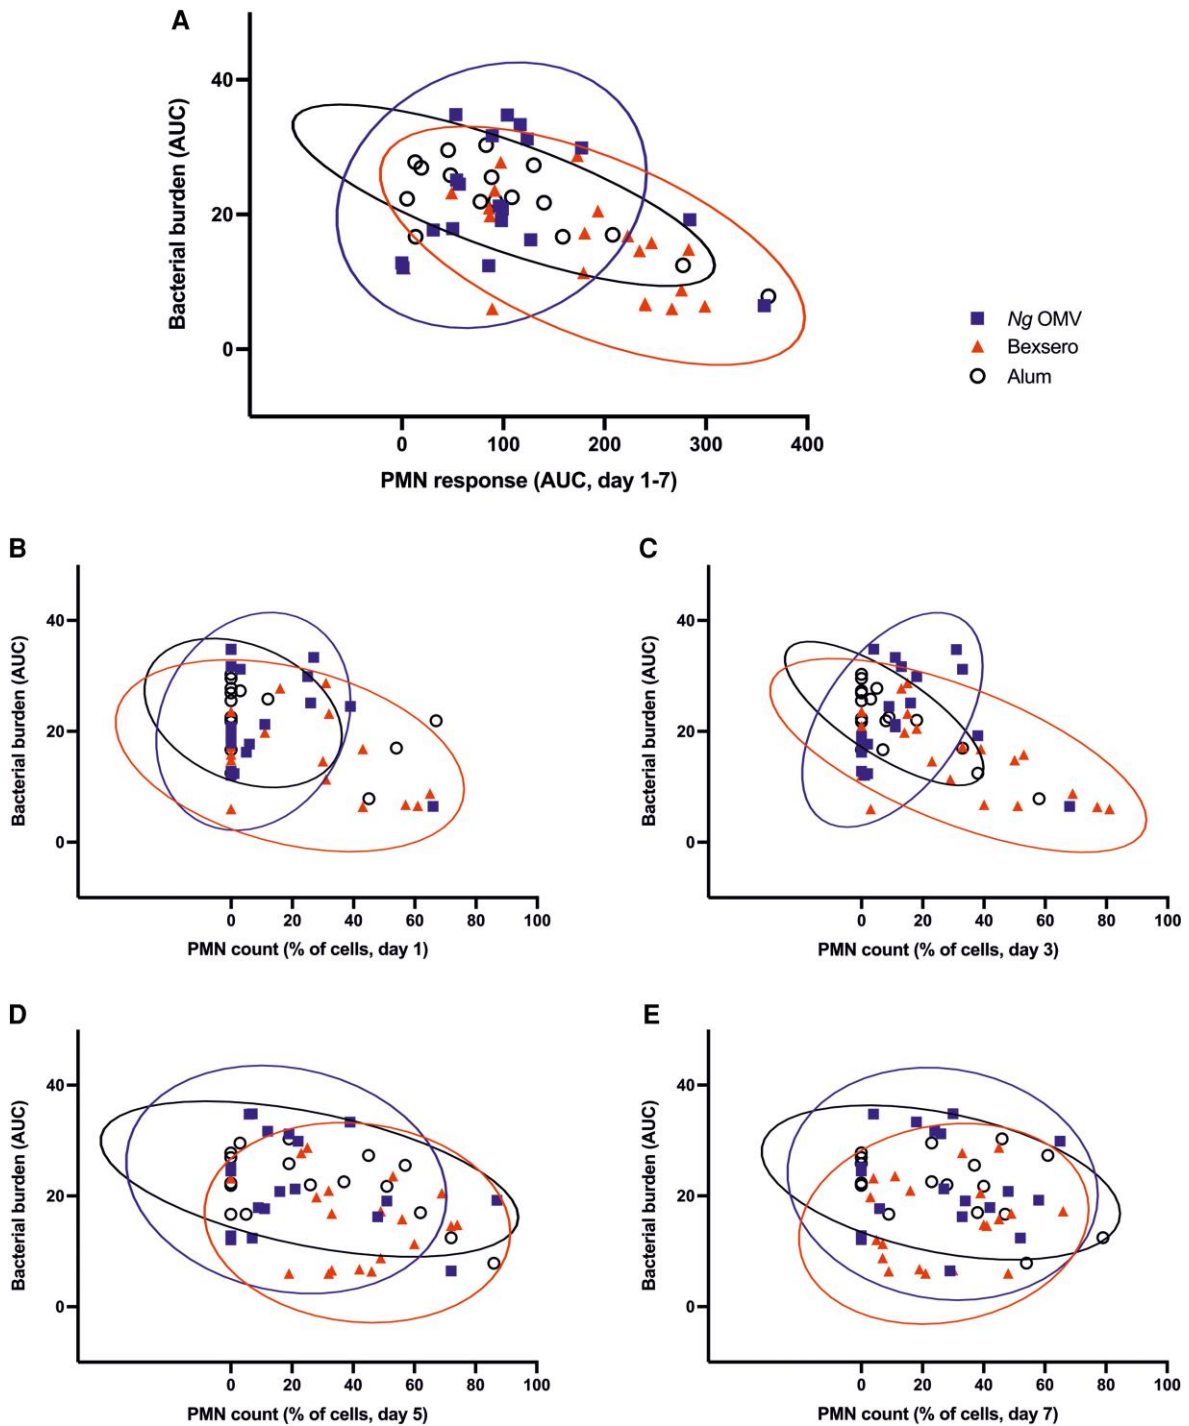 A
Bacterial burden (AUC)
40
20
0
0 100 200 300 400
PMN response (AUC, day 1-7)
Ng OMV
Bexsero
Alum
B
Bacterial burden (AUC)
40
20
0
0 20 40 60 80 100
PMN count (% of cells, day 1)
C
Bacterial burden (AUC)
40
20
0
0 20 40 60 80 100
PMN count (% of cells, day 3)
D
Bacterial burden (AUC)
40
20
0
0 20 40 60 80 100
PMN count (% of cells, day 5)
E
Bacterial burden (AUC)
40
20
0
0 20 40 60 80 100
PMN count (% of cells, day 7)